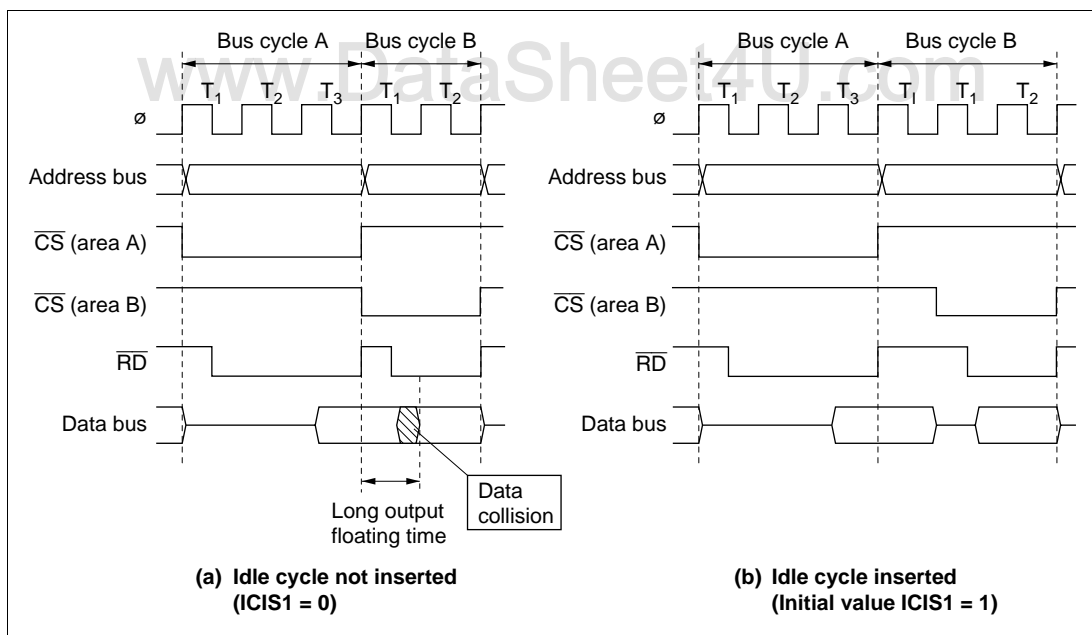 www.DataSheet4U.com
Bus cycle A
Bus cycle B
T1 T2 T3 T1 T2
ø
Address bus
CS (area A)
CS (area B)
RD
Data bus
Long output
floating time
Data
collision
(a) Idle cycle not inserted
(ICIS1 = 0)
Bus cycle A
Bus cycle B
T1 T2 T3 TI T1 T2
ø
Address bus
CS (area A)
CS (area B)
RD
Data bus
(b) Idle cycle inserted
(Initial value ICIS1 = 1)